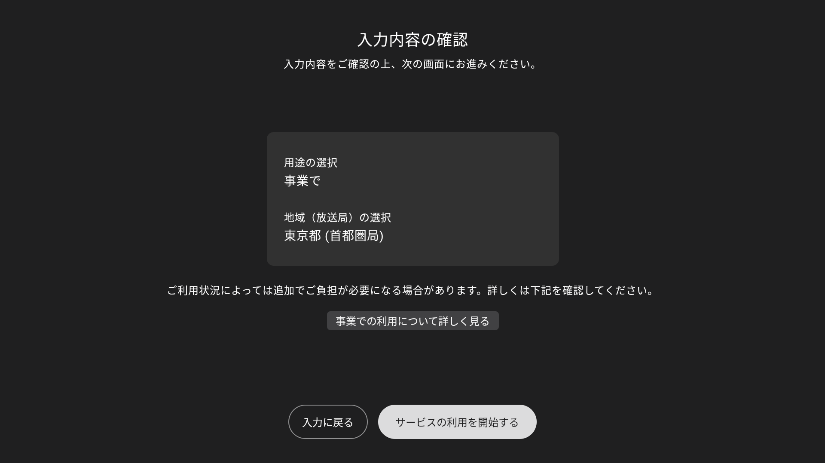 入力内容の確認
入力内容をご確認の上、次の画面にお進みください。
用途の選択
事業で
地域（放送局）の選択
東京都 (首都圏局)
ご利用状況によっては追加でご負担が必要になる場合があります。詳しくは下記を確認してください。
事業での利用について詳しく見る
入力に戻る
サービスの利用を開始する